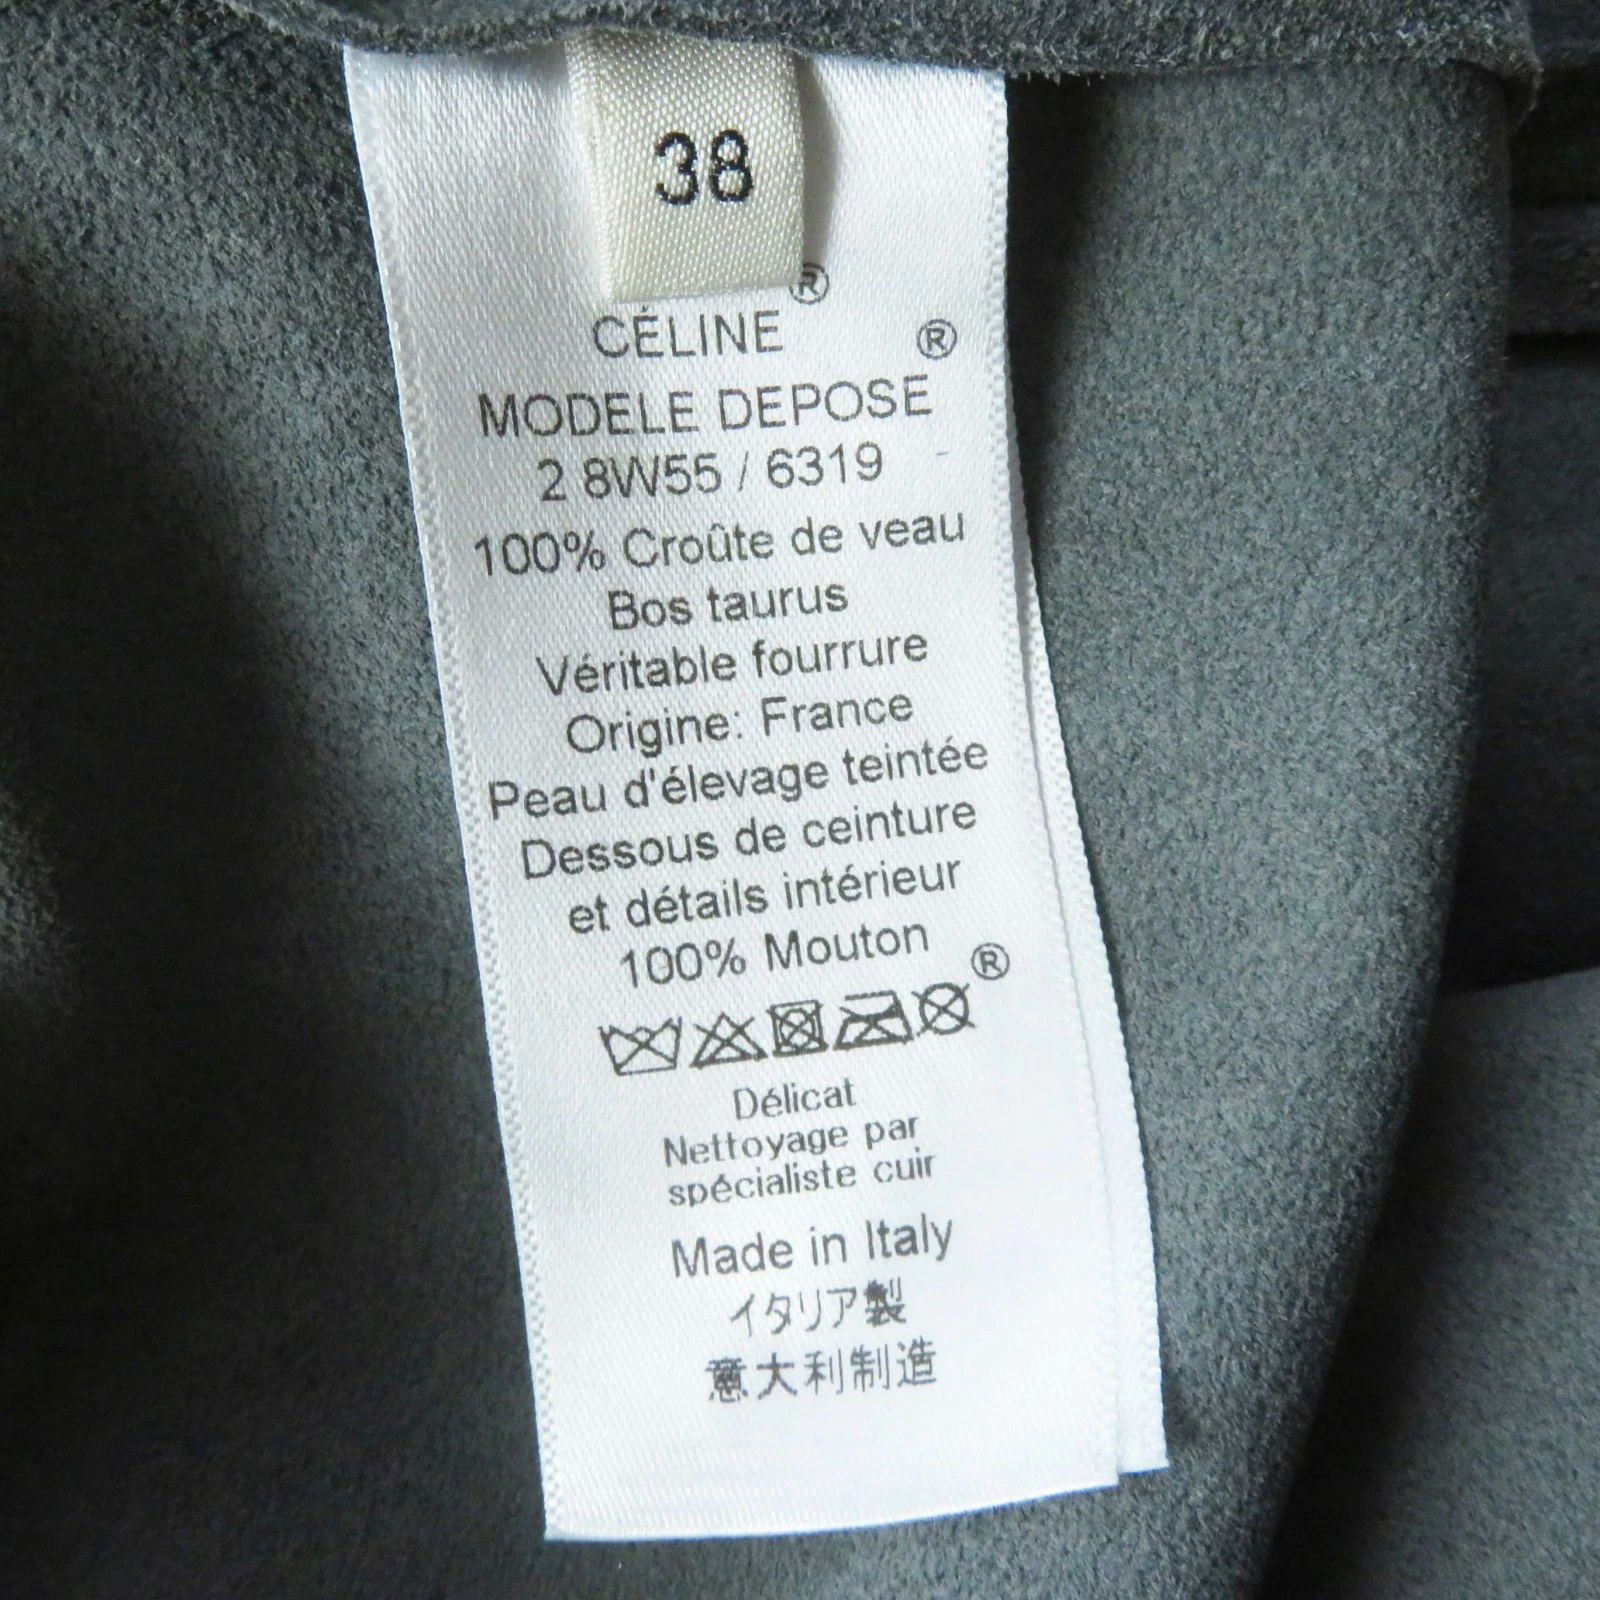 38
®
CÉLINE
®
MODELE DEPOSE
2 8W55 / 6319 -
100% Croûte de veau
Bos taurus
Véritable fourrure
Origine: France
Peau d'élevage teintée
Dessous de ceinture
et détails intérieur
100% Mouton
®
Délicat
Nettoyage par
spécialiste cuir
Made in Italy
イタリア製
意大利制造